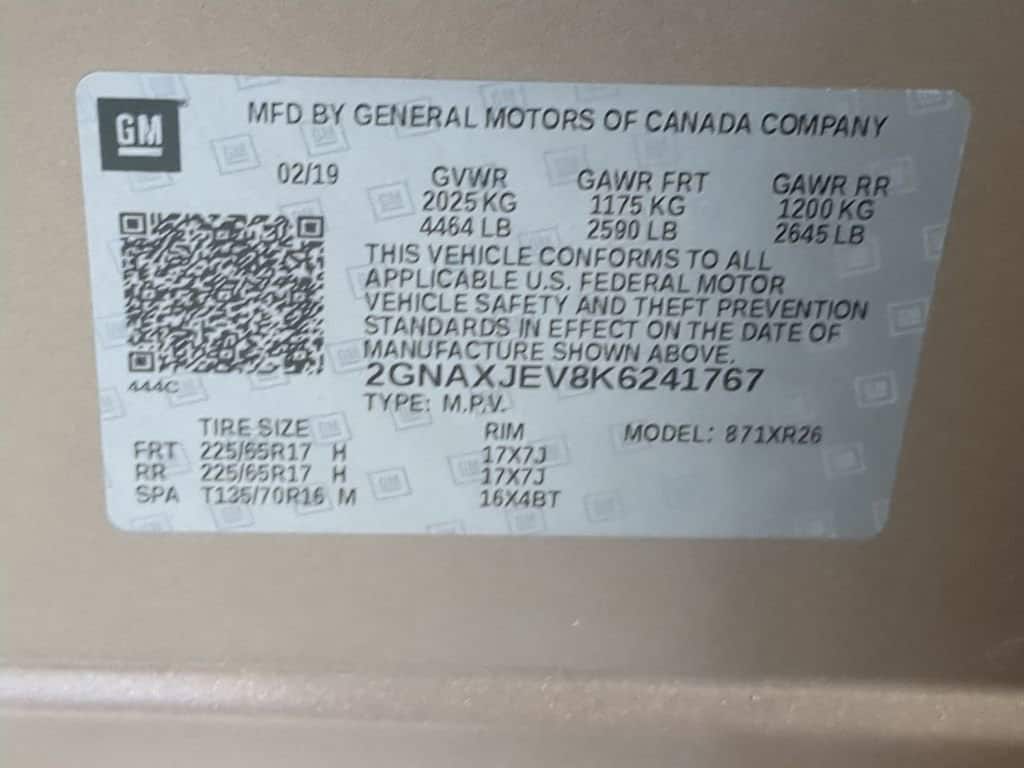 GM
MFD BY GENERAL MOTORS OF CANADA COMPANY
02/19 GVWR GAWR FRT GAWR RR
2025 KG 1175 KG 1200 KG
4464 LB 2590 LB 2645 LB
THIS VEHICLE CONFORMS TO ALL
APPLICABLE U.S. FEDERAL MOTOR
VEHICLE SAFETY AND THEFT PREVENTION
STANDARDS IN EFFECT ON THE DATE OF
MANUFACTURE SHOWN ABOVE.
444C
2GNAXJEV8K6241767
TYPE: M.P.V.
TIRE SIZE RIM MODEL: 871XR26
FRT 225/65R17 H 17X7J
RR 225/65R17 H 17X7J
SPA T135/70R16 M 16X4BT